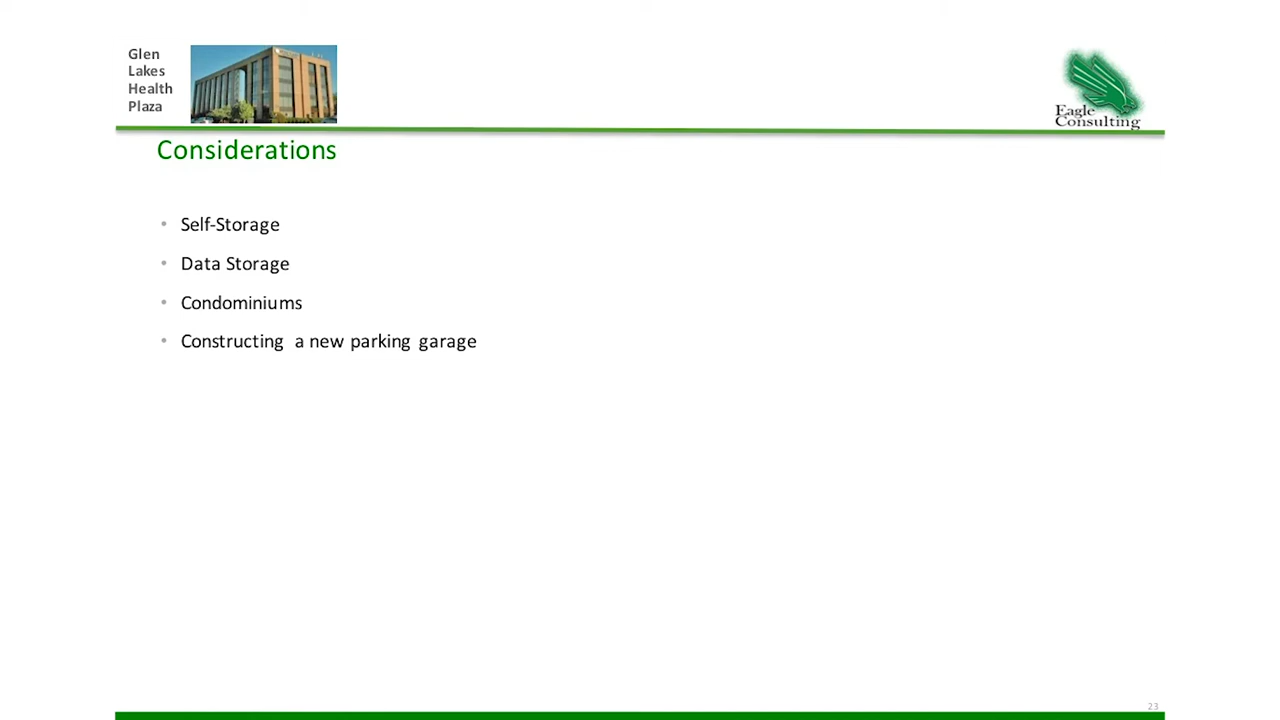 Glen
Lakes
Health
Plaza
Eagle
Consulting
Considerations
• Self-Storage
• Data Storage
• Condominiums
• Constructing a new parking garage
23